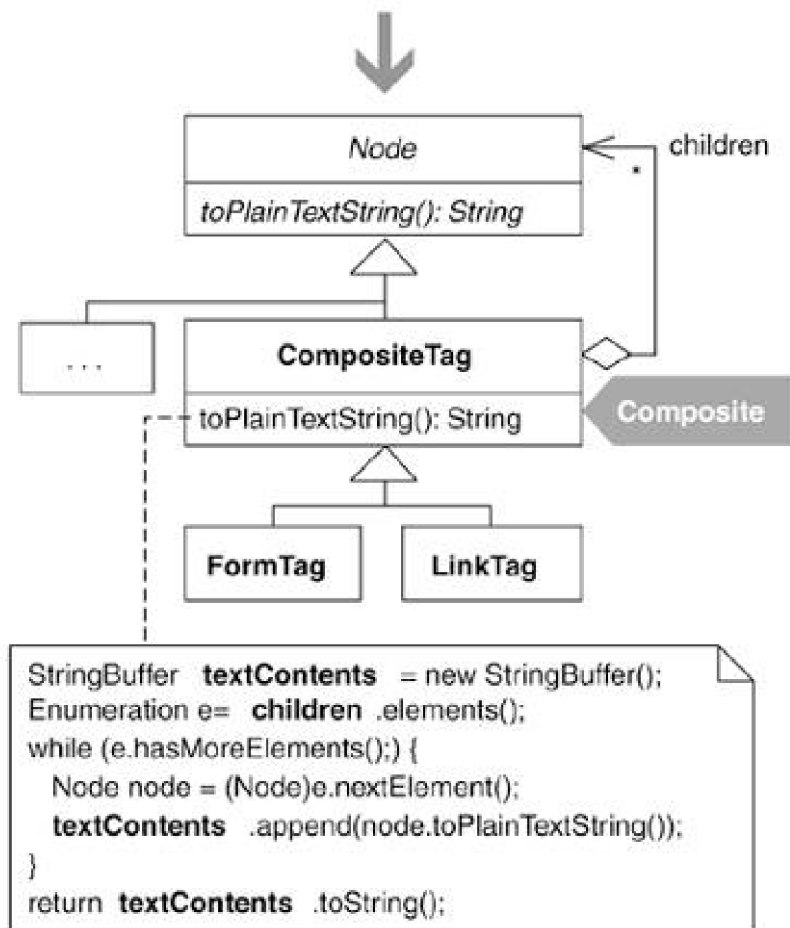 Node
children
*
toPlainTextString(): String
. . .
CompositeTag
toPlainTextString(): String
Composite
FormTag
LinkTag
StringBuffer textContents = new StringBuffer();
Enumeration e= children .elements();
while (e.hasMoreElements();) {
Node node = (Node)e.nextElement();
textContents .append(node.toPlainTextString());
}
return textContents .toString();